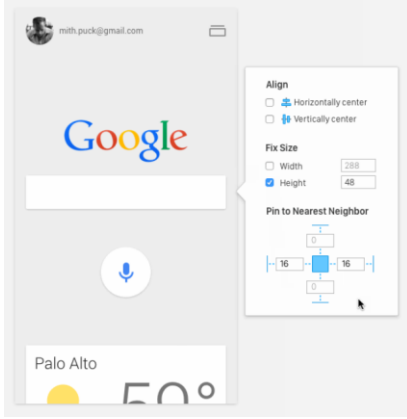 mith.puck@gmail.com
Google
Palo Alto
50°
Align
Horizontally center
Vertically center
Fix Size
Width 288
Height 48
Pin to Nearest Neighbor
0
16 16
0